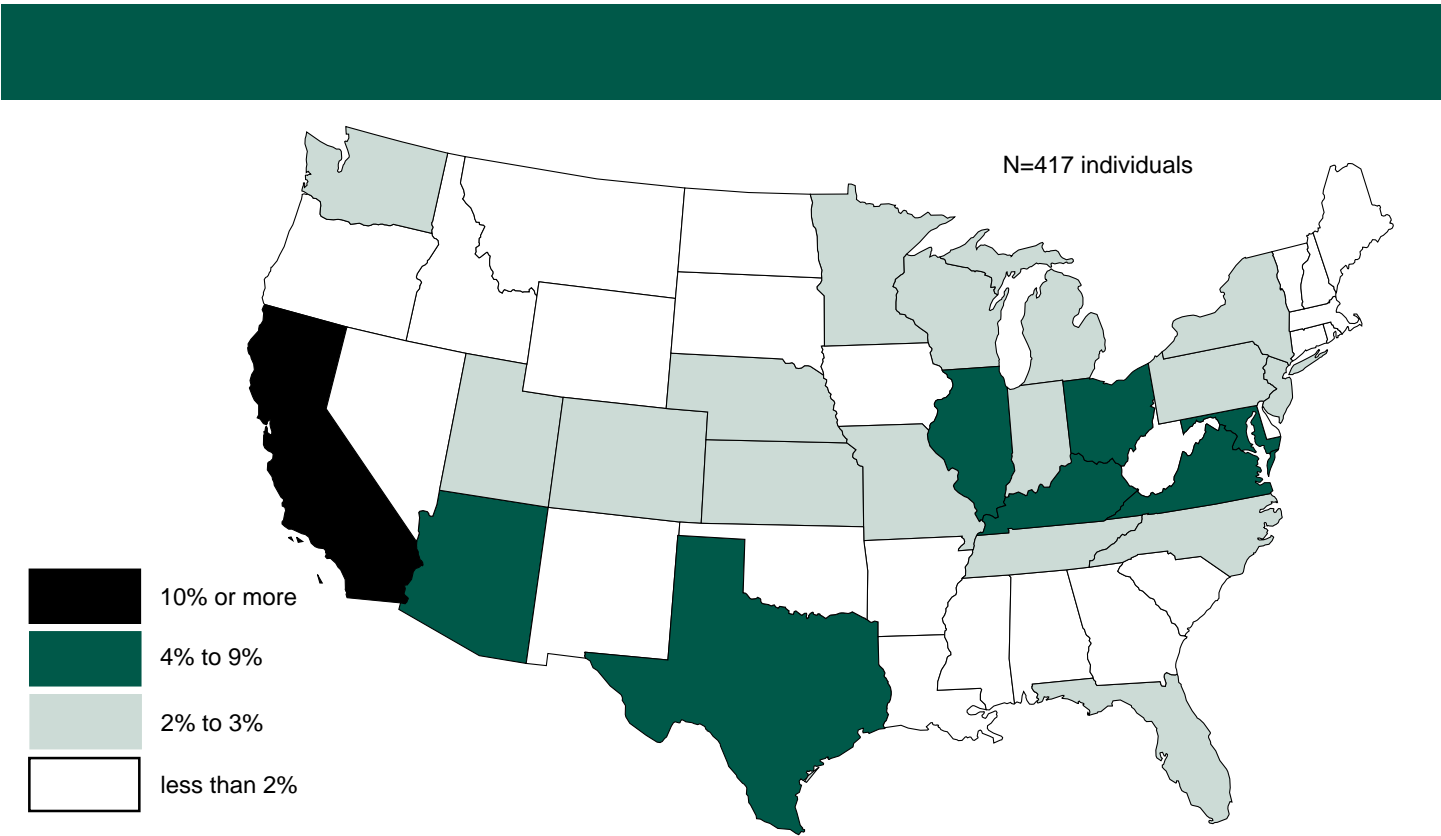 N=417 individuals
10% or more
4% to 9%
2% to 3%
less than 2%